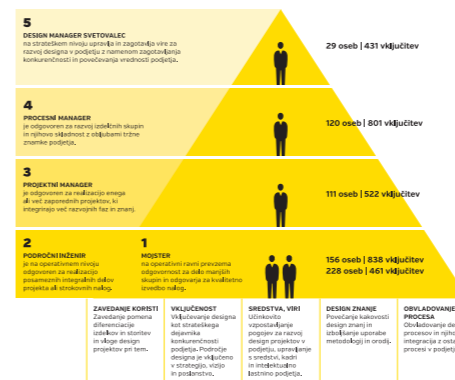 5
DESIGN MANAGER SVETOVALEC
na strateškem nivoju upravlja in zagotavlja vire za
razvoj designa v podjetju z namenom zagotavljanja
konkurenčnosti in povečevanja vrednosti podjetja.
29 oseb | 431 vključitev
4
PROCESNI MANAGER
je odgovoren za razvoj izdelčnih skupin
in njihovo skladnost z obljubami tržne
znamke podjetja.
120 oseb | 801 vključitev
3
PROJEKTNI MANAGER
je odgovoren za realizacijo enega
ali več zaporednih projektov, ki
integrirajo več razvojnih faz in znanj.
111 oseb | 522 vključitev
2
PODROČNI INŽENIR
je na operativnem nivoju
odgovoren za realizacijo
posameznih integralnih delov
projekta ali strokovnih nalog.
1
MOJSTER
na operativni ravni prevzema
odgovornost za delo manjših
skupin in odgovarja za kvalitetno
izvedbo nalog.
156 oseb | 838 vključitev
228 oseb | 461 vključitev
ZAVEDANJE KORISTI
Zavedanje pomena
diferenciacije
izdelkov in storitev
in vloge design
projektov pri tem.
VKLJUČENOST
Vključevanje designa
kot strateškega
dejavnika
konkurenčnosti
podjetja. Področje
designa je vključeno
v strategijo, vizijo
in poslanstvo.
SREDSTVA, VIRI
Učinkovito
vzpostavljanje
pogojev za razvoj
design projektov v
podjetju, upravljanje
s sredstvi, kadri
in intelektualno
lastnino podjetja.
DESIGN ZNANJE
Povečanje kakovosti
design znanj in
izboljšanje uporabe
metodologij in orodij.
OBVLADOVANJE
PROCESA
Obvladovanje de
procesov in njiho
integracija z osta
procesi v podjetj